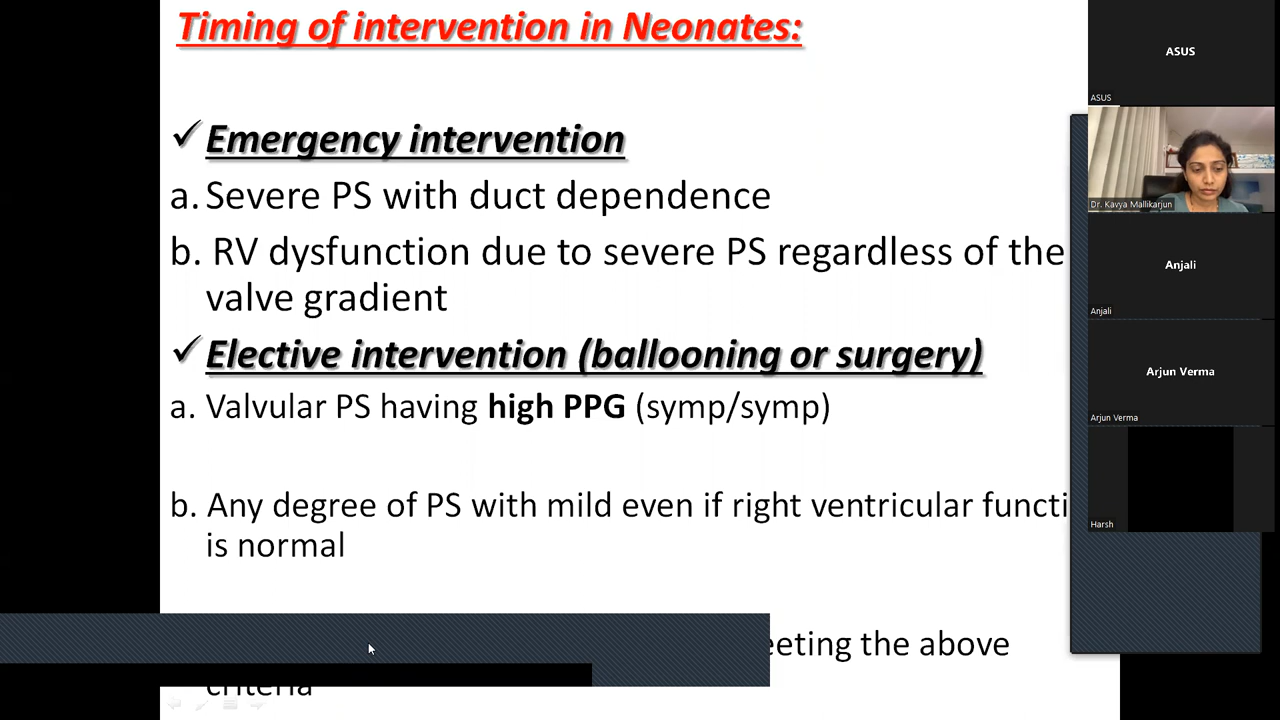 Timing of intervention in Neonates:
Emergency intervention
a. Severe PS with duct dependence
b. RV dysfunction due to severe PS regardless of the
valve gradient
Elective intervention (ballooning or surgery)
a. Valvular PS having high PPG (symp/symp)
b. Any degree of PS with mild even if right ventricular functi
is normal
the above
criteria
ASUS
ASUS
Dr. Kavya Mallikarjun
Anjali
Anjali
Arjun Verma
Arjun Verma
Harsh